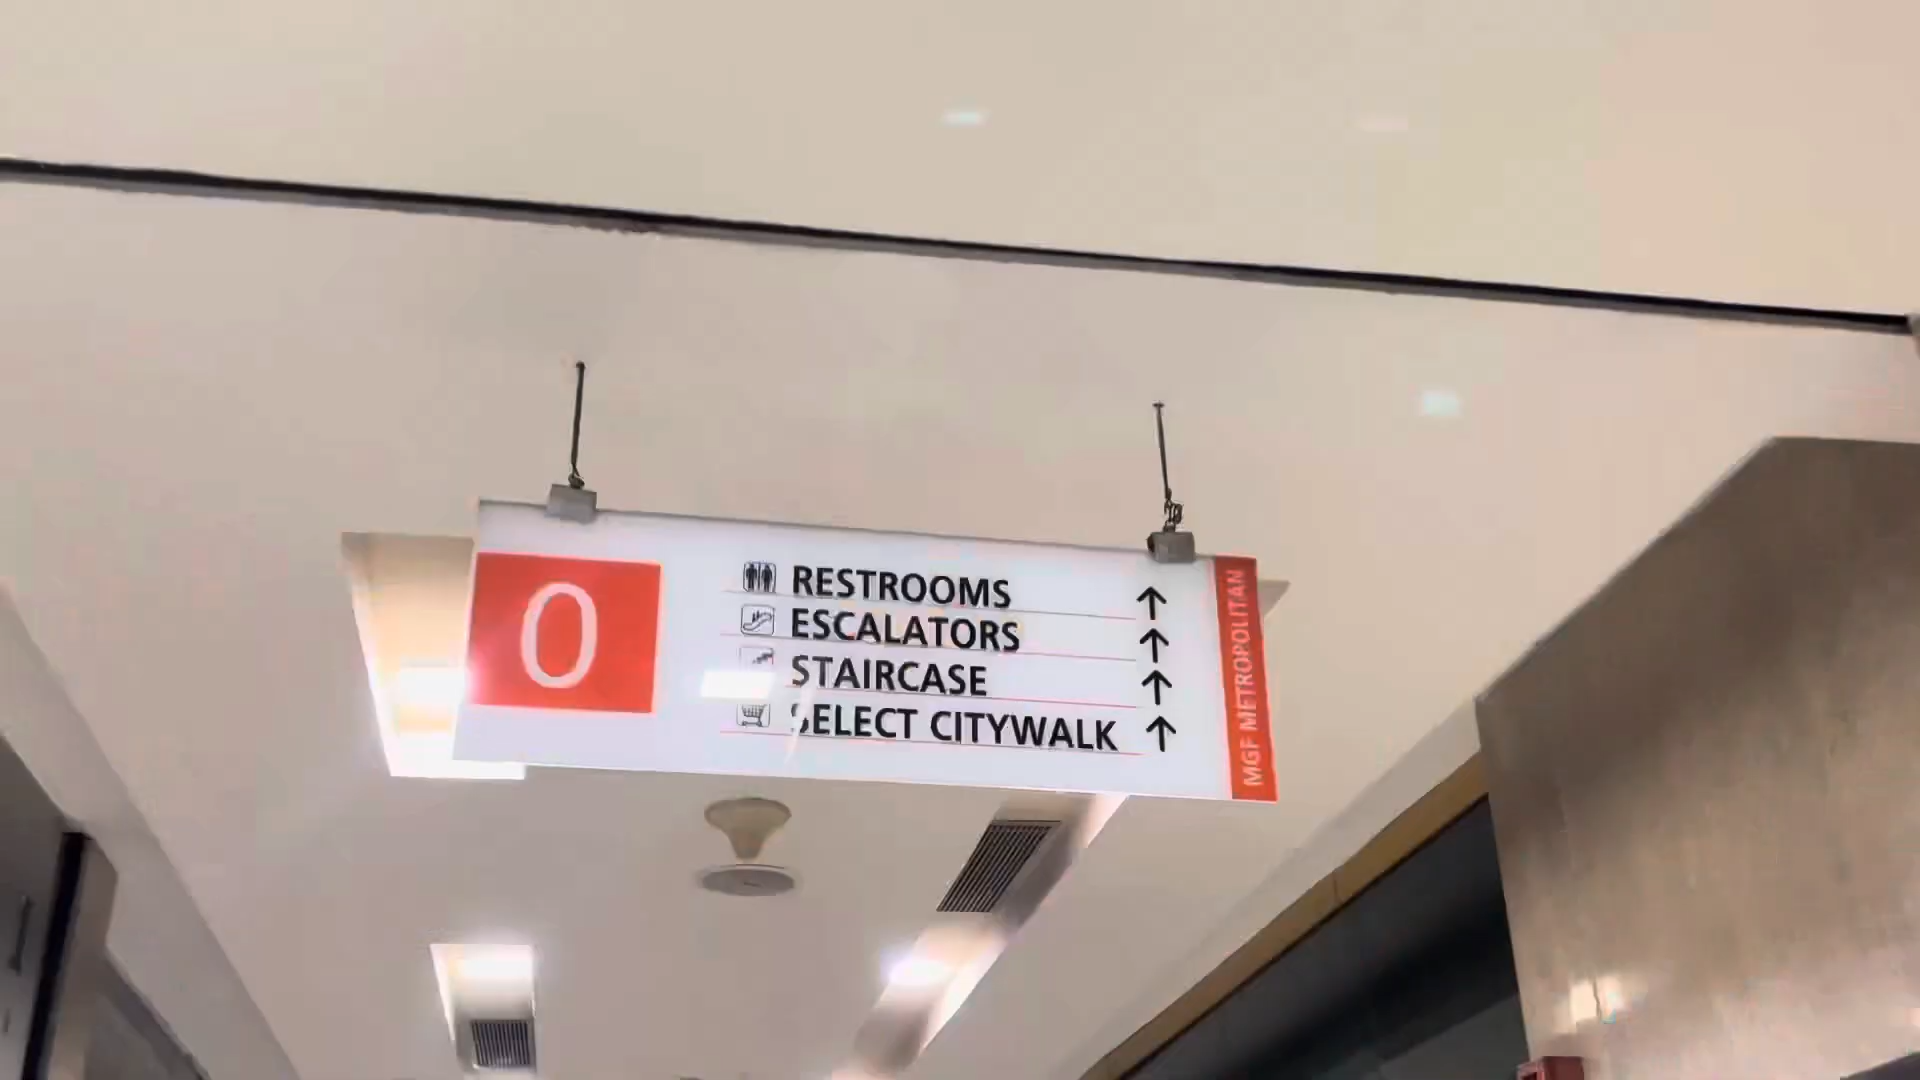 0
RESTROOMS ↑
ESCALATORS ↑
STAIRCASE ↑
SELECT CITYWALK ↑
MGF METROPOLITAN